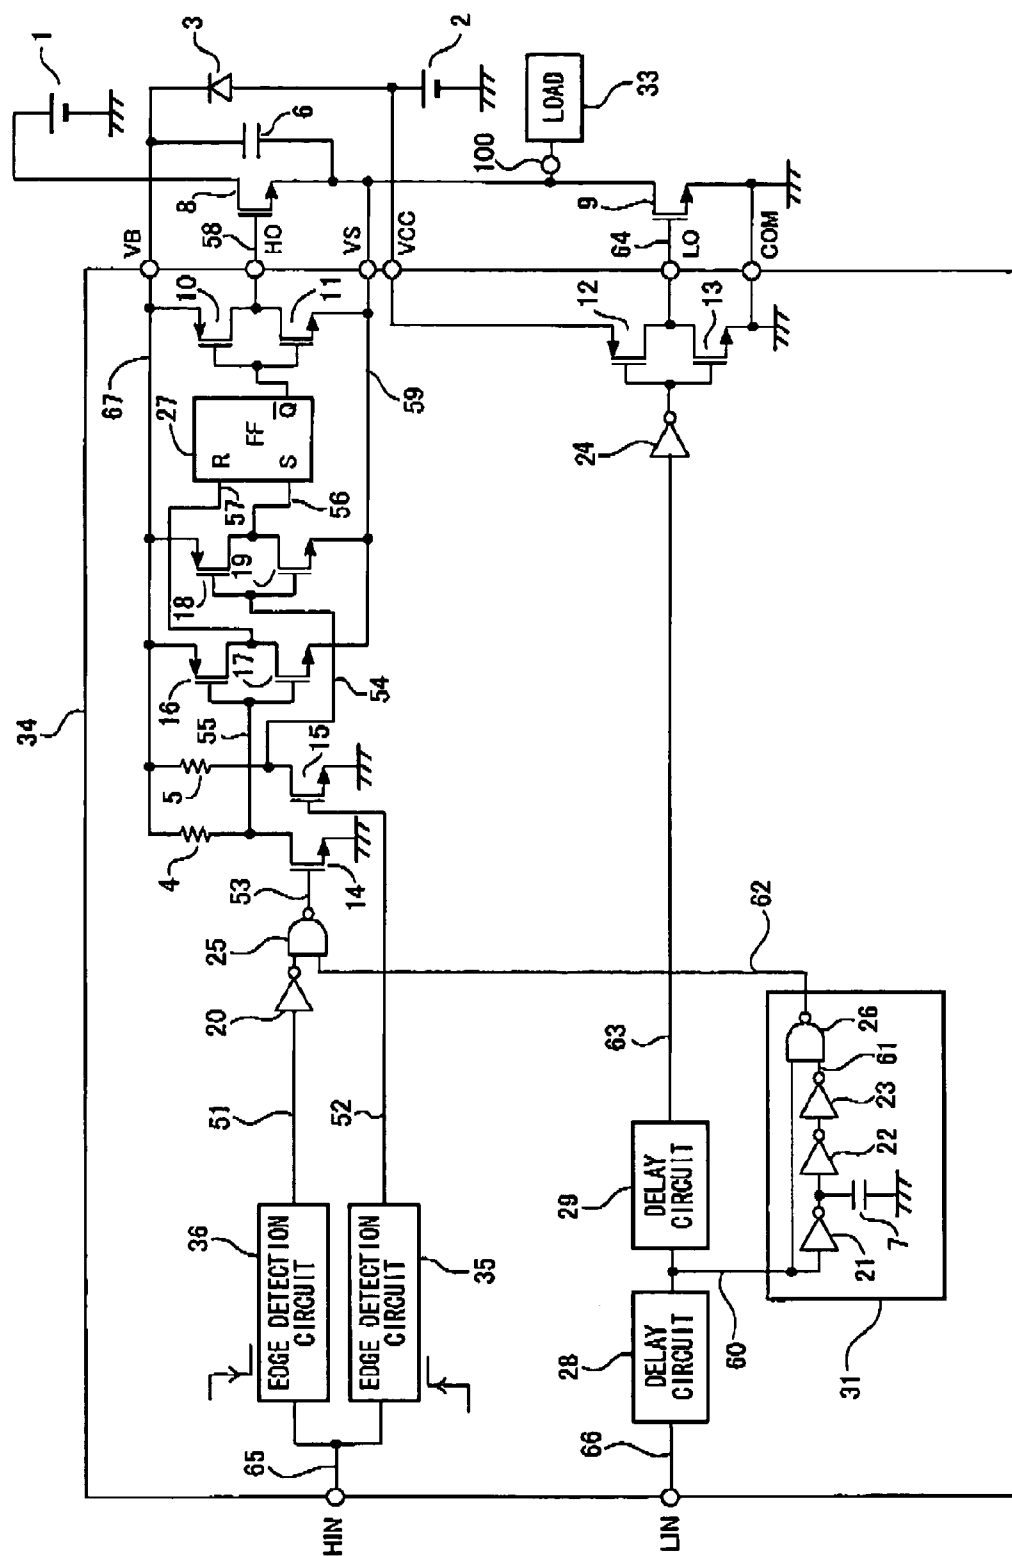 1
3
2
6
8
VB
58
HO
VS
VCC
100
LOAD
33
9
64
LO
COM
67
10
11
27
R
FF
Q
S
57
56
59
12
13
24
18
19
16
17
54
55
34
5
15
4
53
14
25
62
20
51
52
63
26
61
23
22
7
21
36
EDGE DETECTION
CIRCUIT
EDGE DETECTION
CIRCUIT
35
29
DELAY
CIRCUIT
28
DELAY
CIRCUIT
60
31
65
66
HIN
LIN